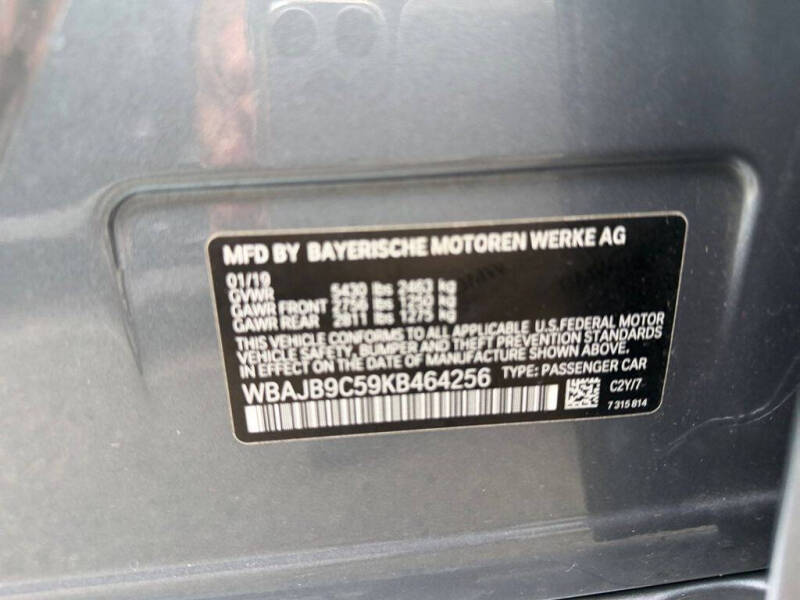 MFD BY BAYERISCHE MOTOREN WERKE AG
01/19
GVWR 5430 lbs 2463 kg
GAWR FRONT 2756 lbs 1250 kg
GAWR REAR 2811 lbs 1275 kg
THIS VEHICLE CONFORMS TO ALL APPLICABLE U.S.FEDERAL MOTOR
VEHICLE SAFETY, BUMPER AND THEFT PREVENTION STANDARDS
IN EFFECT ON THE DATE OF MANUFACTURE SHOWN ABOVE.
WBAJB9C59KB464256 TYPE: PASSENGER CAR
C2Y/7
7 315 814